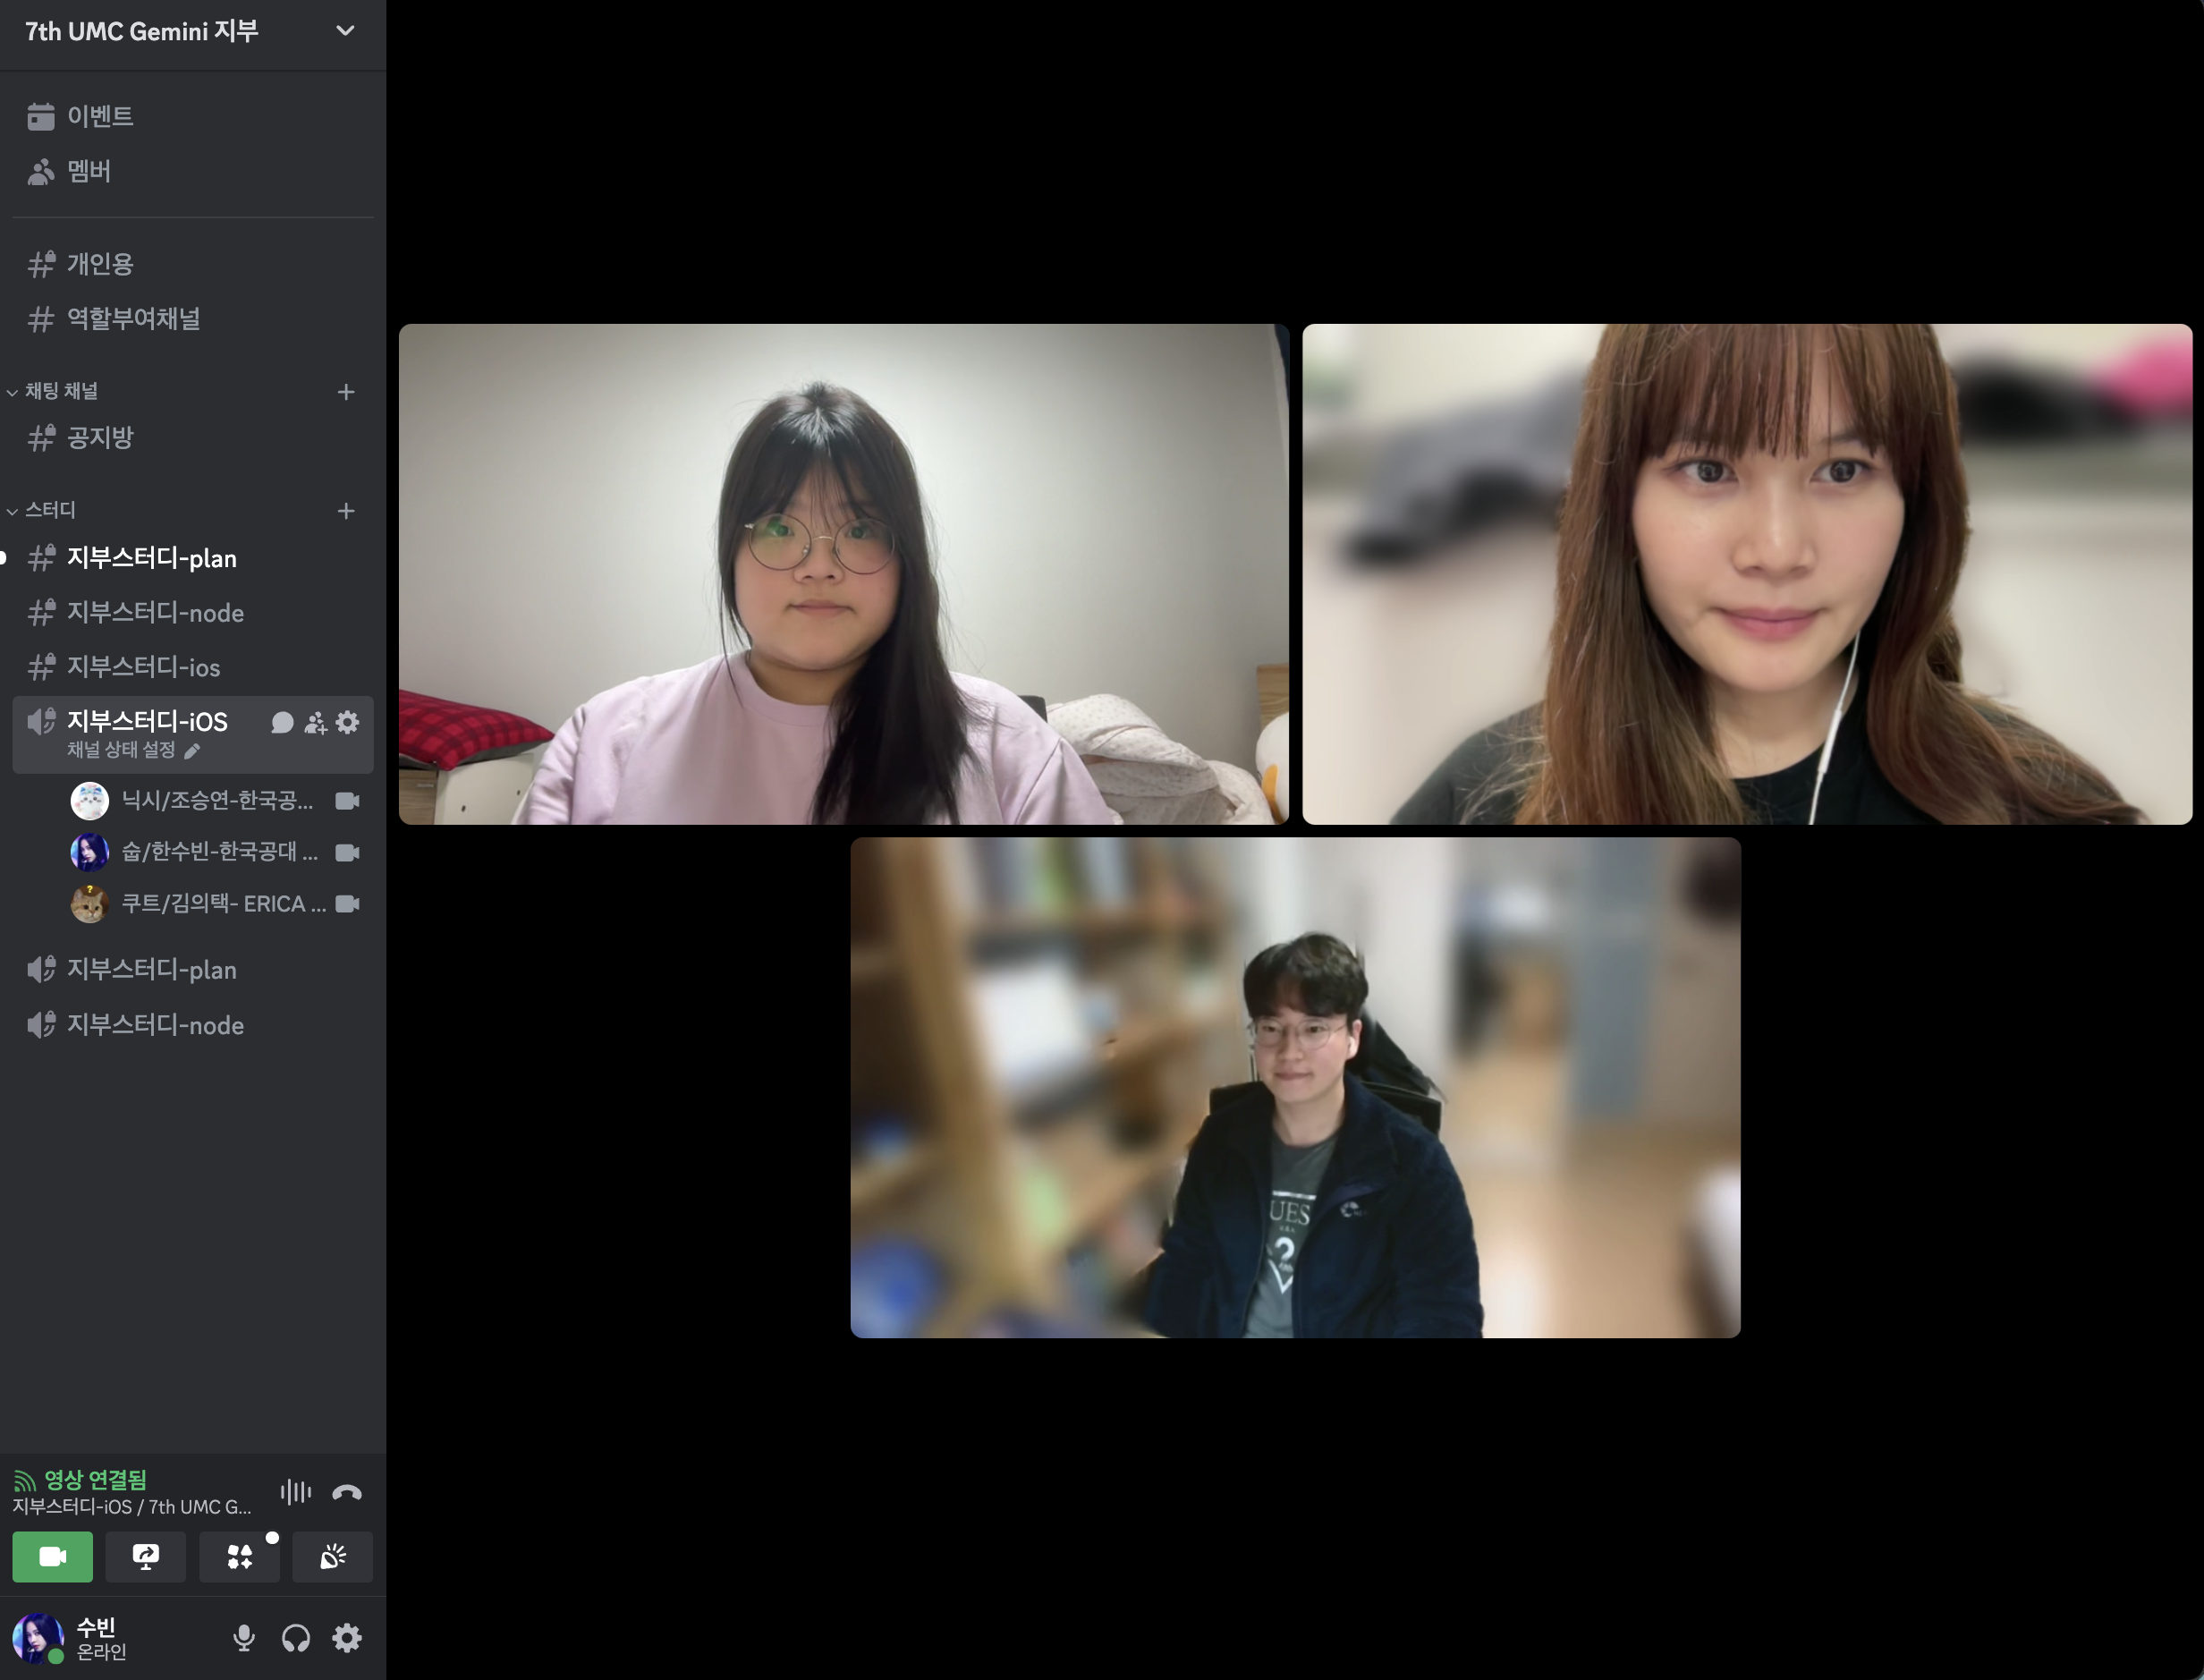 7th UMC Gemini 지부
이벤트
멤버
개인용
역할부여채널
채팅 채널
공지방
스터디
지부스터디-plan
지부스터디-node
지부스터디-ios
지부스터디-iOS
채널 상태 설정
닉시/조승연-한국공...
숩/한수빈-한국공대 ...
쿠트/김의택- ERICA ...
지부스터디-plan
지부스터디-node
영상 연결됨
지부스터디-iOS / 7th UMC G...
수빈
온라인
UES
?